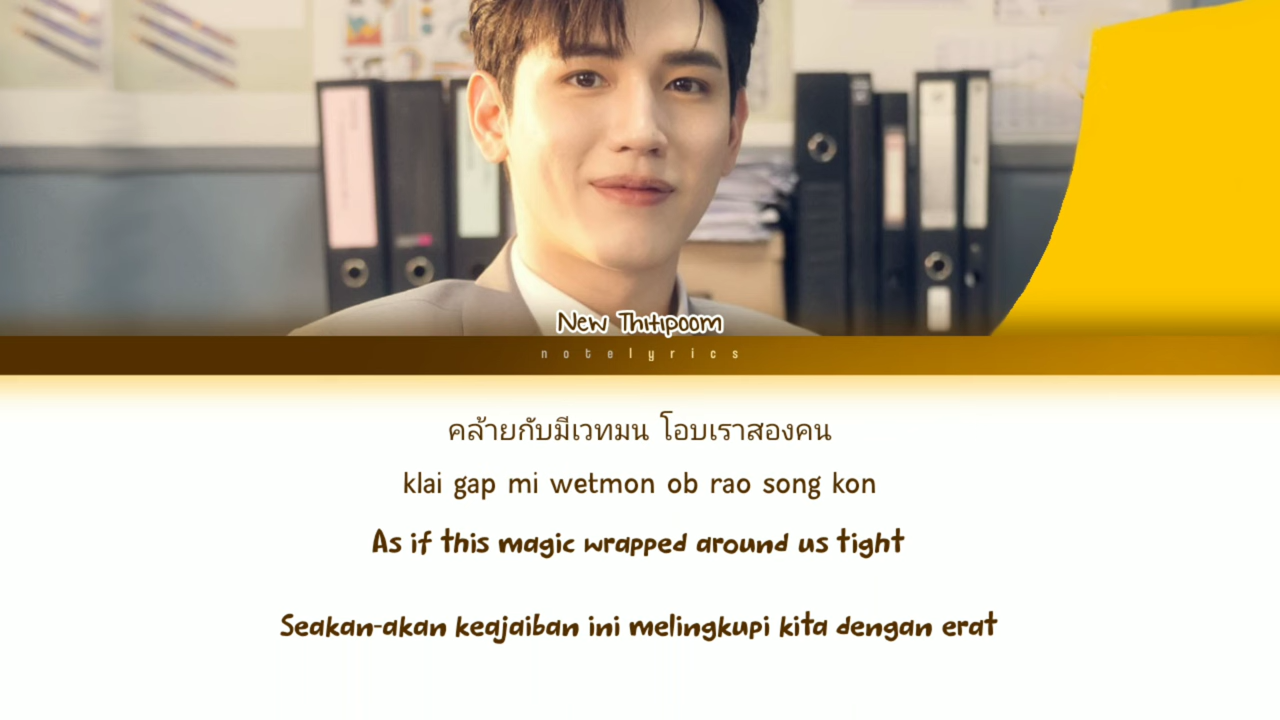 New Thitipoom
notelyrics
คล้ายกับมีเวทมน โอบเราสองคน
klai gap mi wetmon ob rao song kon
As if this magic wrapped around us tight
Seakan-akan keajaiban ini melingkupi kita dengan erat